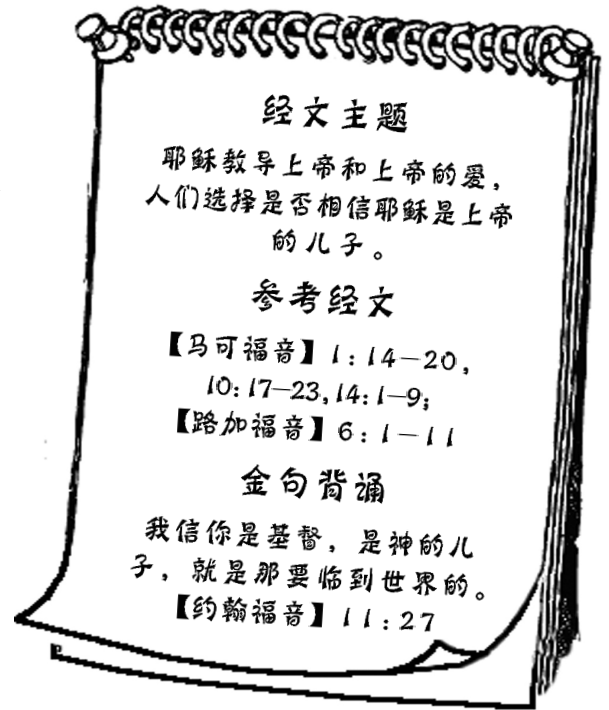 经文主题
耶稣教导上帝和上帝的爱，
人们选择是否相信耶稣是上帝
的儿子。
参考经文
【马可福音】1：14—20，
10：17—23，14：1—9；
【路加福音】6：1—11
金句背诵
我信你是基督，是神的儿
子，就是那要临到世界的。
【约翰福音】11：27